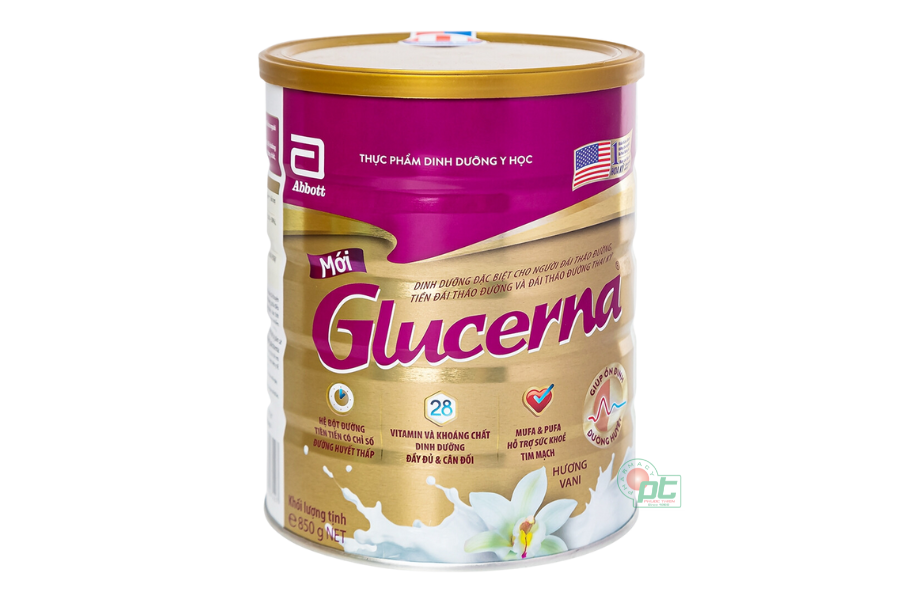 Abbott
THỰC PHẨM DINH DƯỠNG Y HỌC
1
Mới
DINH DƯỠNG ĐẶC BIỆT CHO NGƯỜI ĐÁI THÁO ĐƯỜNG,
TIỀN ĐÁI THÁO ĐƯỜNG VÀ ĐÁI THÁO ĐƯỜNG THAI KỲ
Glucerna®
HỆ BỘT ĐƯỜNG
TIÊN TIẾN CÓ CHỈ SỐ
ĐƯỜNG HUYẾT THẤP
28
VITAMIN VÀ KHOÁNG CHẤT
DINH DƯỠNG
ĐẦY ĐỦ & CÂN ĐỐI
MUFA & PUFA
HỖ TRỢ SỨC KHOẺ
TIM MẠCH
GIÚP ỔN ĐỊNH
ĐƯỜNG HUYẾT
HƯƠNG
VANI
Khối lượng tịnh
℮ 850 g NET
PHARMACY
pt